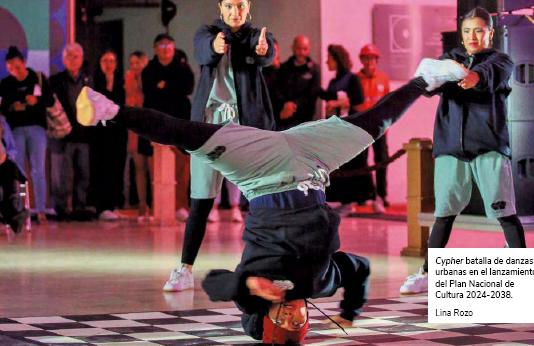 Cypher batalla de danzas
urbanas en el lanzamiento
del Plan Nacional de
Cultura 2024-2038.
Lina Rozo